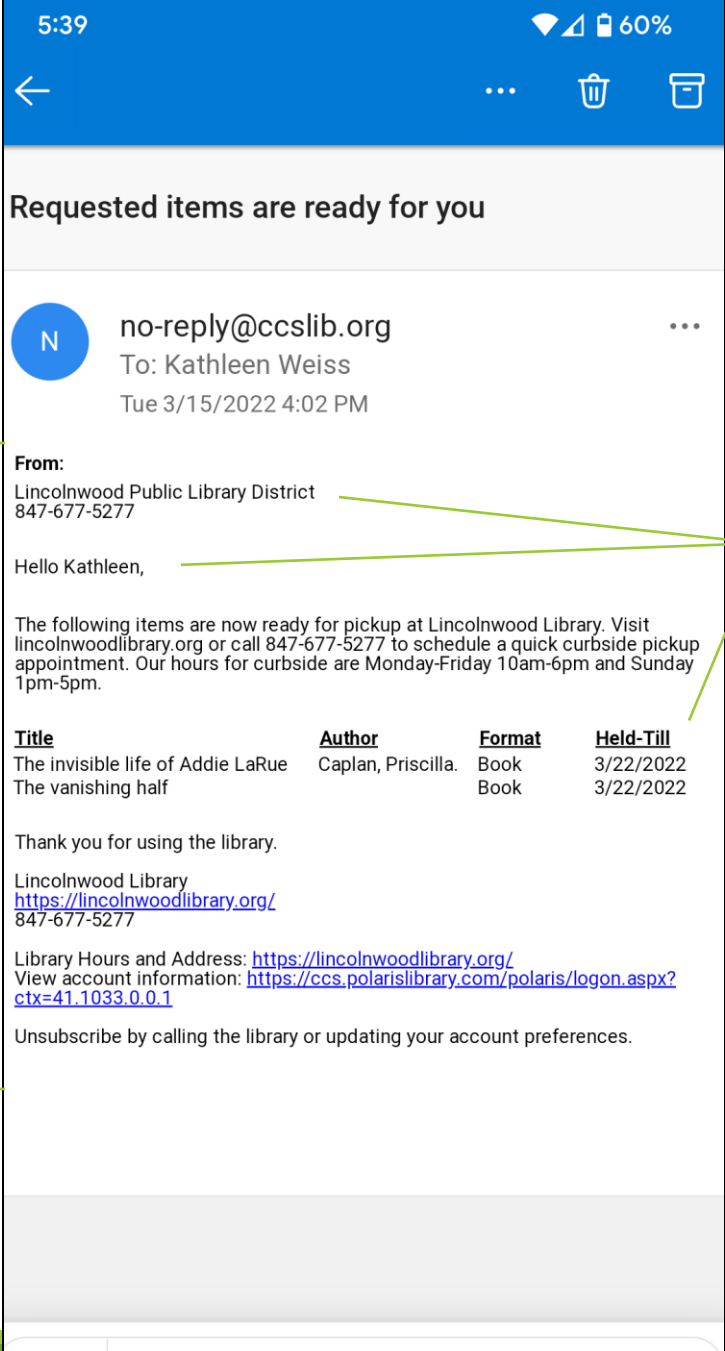 5:39 60%
Requested items are ready for you
N
no-reply@ccslib.org
To: Kathleen Weiss
Tue 3/15/2022 4:02 PM
From:
Lincolnwood Public Library District
847-677-5277
Hello Kathleen,
The following items are now ready for pickup at Lincolnwood Library. Visit
lincolnwoodlibrary.org or call 847-677-5277 to schedule a quick curbside pickup
appointment. Our hours for curbside are Monday-Friday 10am-6pm and Sunday
1pm-5pm.
Title Author Format Held-Till
The invisible life of Addie LaRue Caplan, Priscilla. Book 3/22/2022
The vanishing half Book 3/22/2022
Thank you for using the library.
Lincolnwood Library
https://lincolnwoodlibrary.org/
847-677-5277
Library Hours and Address: https://lincolnwoodlibrary.org/
View account information: https://ccs.polarislibrary.com/polaris/logon.aspx?
ctx=41.1033.0.0.1
Unsubscribe by calling the library or updating your account preferences.